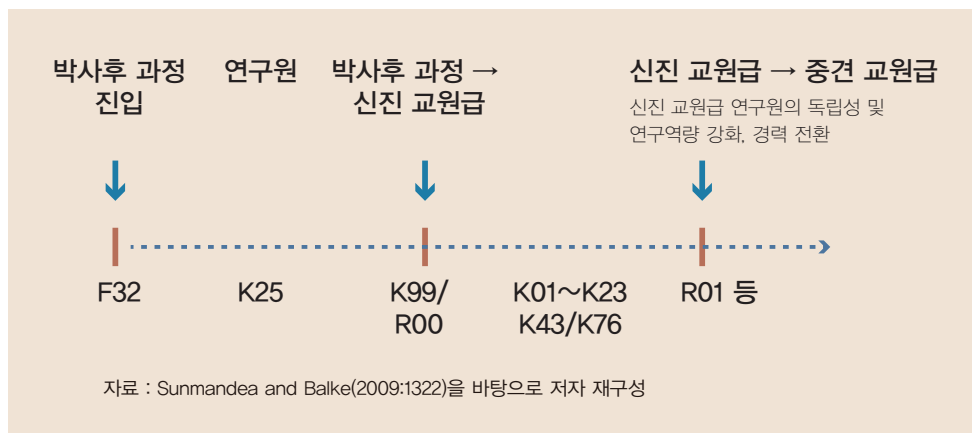 박사후 과정 진입
연구원
박사후 과정 →
신진 교원급
신진 교원급 → 중견 교원급
신진 교원급 연구원의 독립성 및
연구역량 강화, 경력 전환
F32
K25
K99/
R00
K01~K23
K43/K76
R01 등
자료 : Sunmandea and Balke(2009:1322)을 바탕으로 저자 재구성